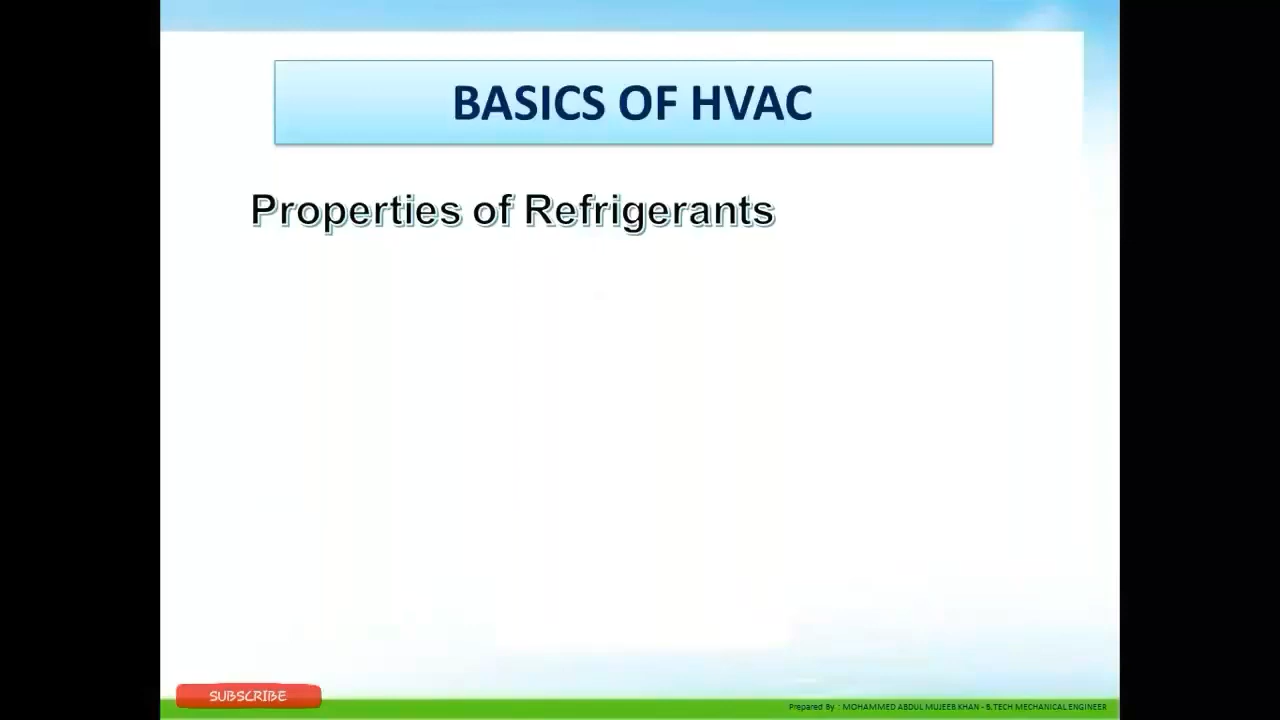 BASICS OF HVAC
Properties of Refrigerants
SUBSCRIBE
Prepared By : MOHAMMED ABDUL MUJEEB KHAN - B.TECH MECHANICAL ENGINEER